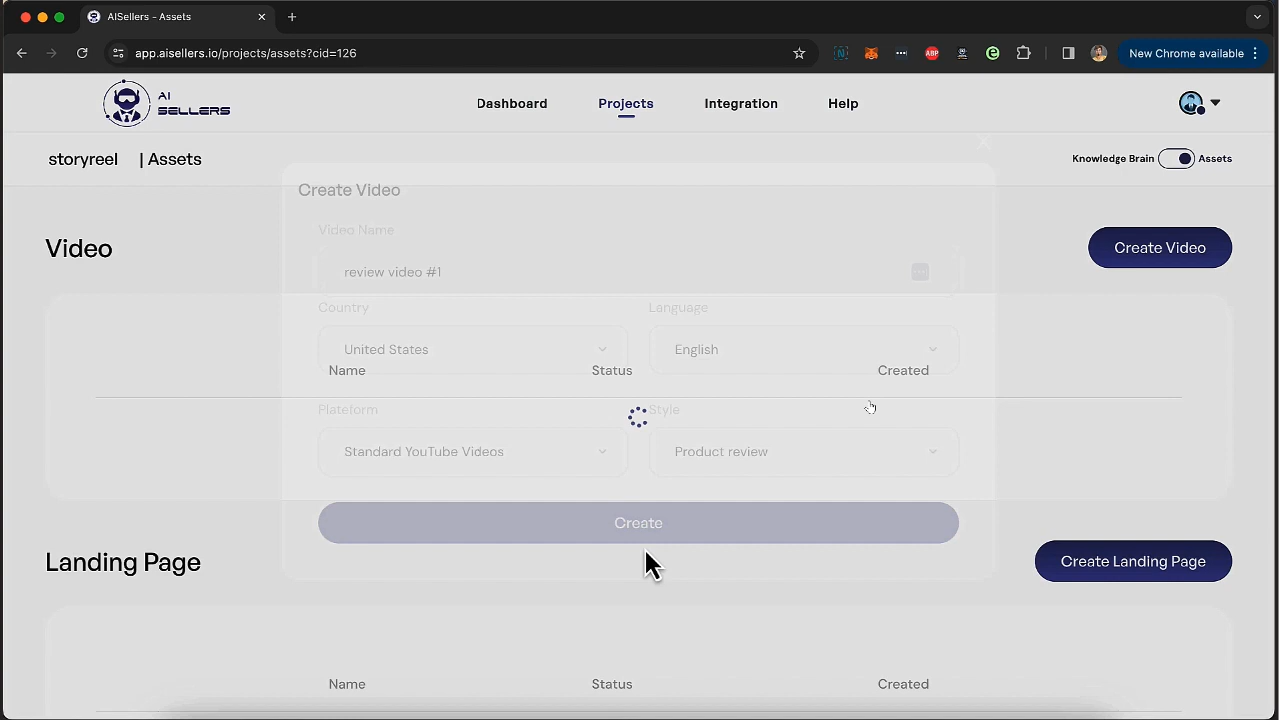 AISellers - Assets
app.aisellers.io/projects/assets?cid=126
ABP
New Chrome available
AI
SELLERS
Dashboard
Projects
Integration
Help
storyreel | Assets
Knowledge Brain
Assets
Create Video
Video Name
Video
Create Video
review video #1
Country
Language
United States
English
Name
Status
Created
Plateform
Style
Standard YouTube Videos
Product review
Create
Landing Page
Create Landing Page
Name
Status
Created